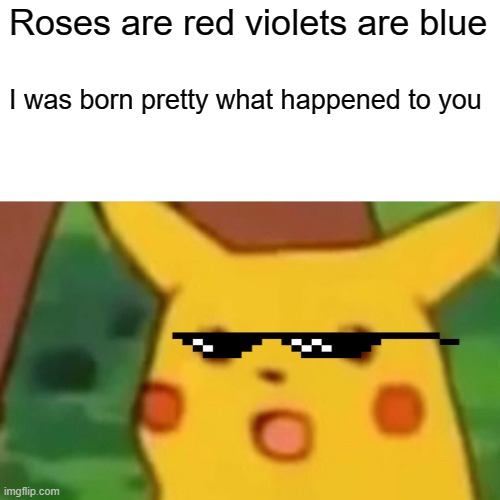 Roses are red violets are blue
I was born pretty what happened to you
imgflip.com